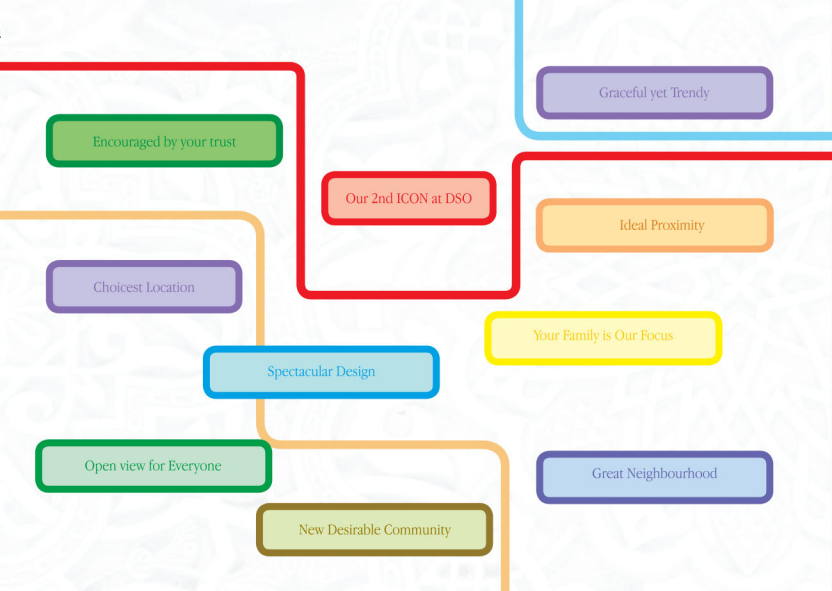 Graceful yet Trendy
Encouraged by your trust
Our 2nd ICON at DSO
Ideal Proximity
Choicest Location
Your Family is Our Focus
Spectacular Design
Open view for Everyone
Great Neighbourhood
New Desirable Community